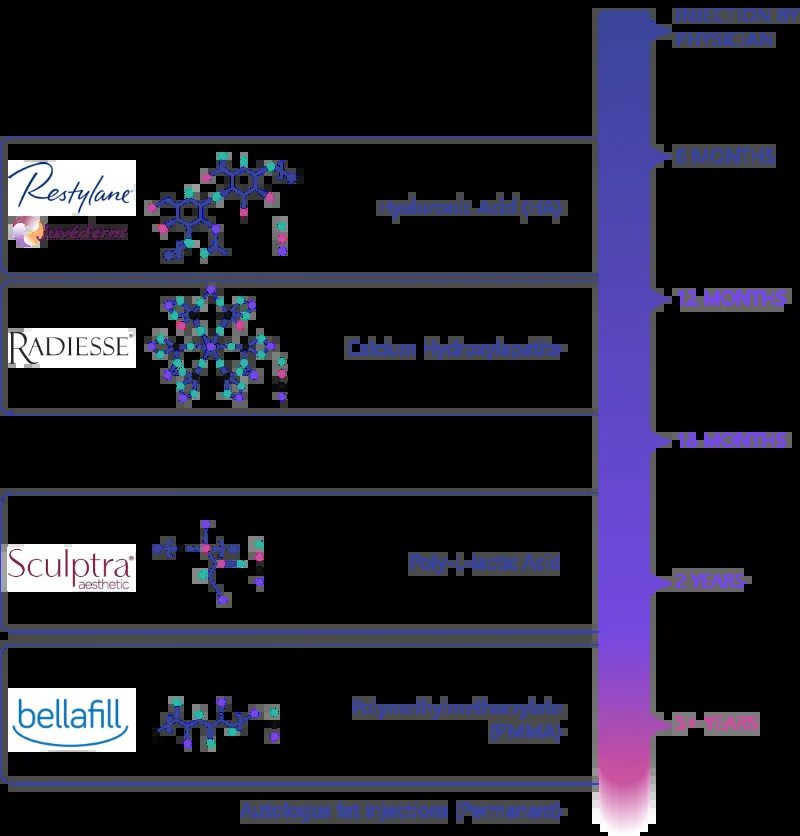 INJECTION BY
PHYSICIAN
6 MONTHS
Restylane
Juvéderm
Hyaluronic Acid (HA)
12 MONTHS
RADIESSE®
Calcium Hydroxylapatite
18 MONTHS
Sculptra®
aesthetic
Poly-L-lactic Acid
2 YEARS
bellafill
Polymethylmethacrylate
(PMMA)
5+ YEARS
Autologus fat injections (Permanent)